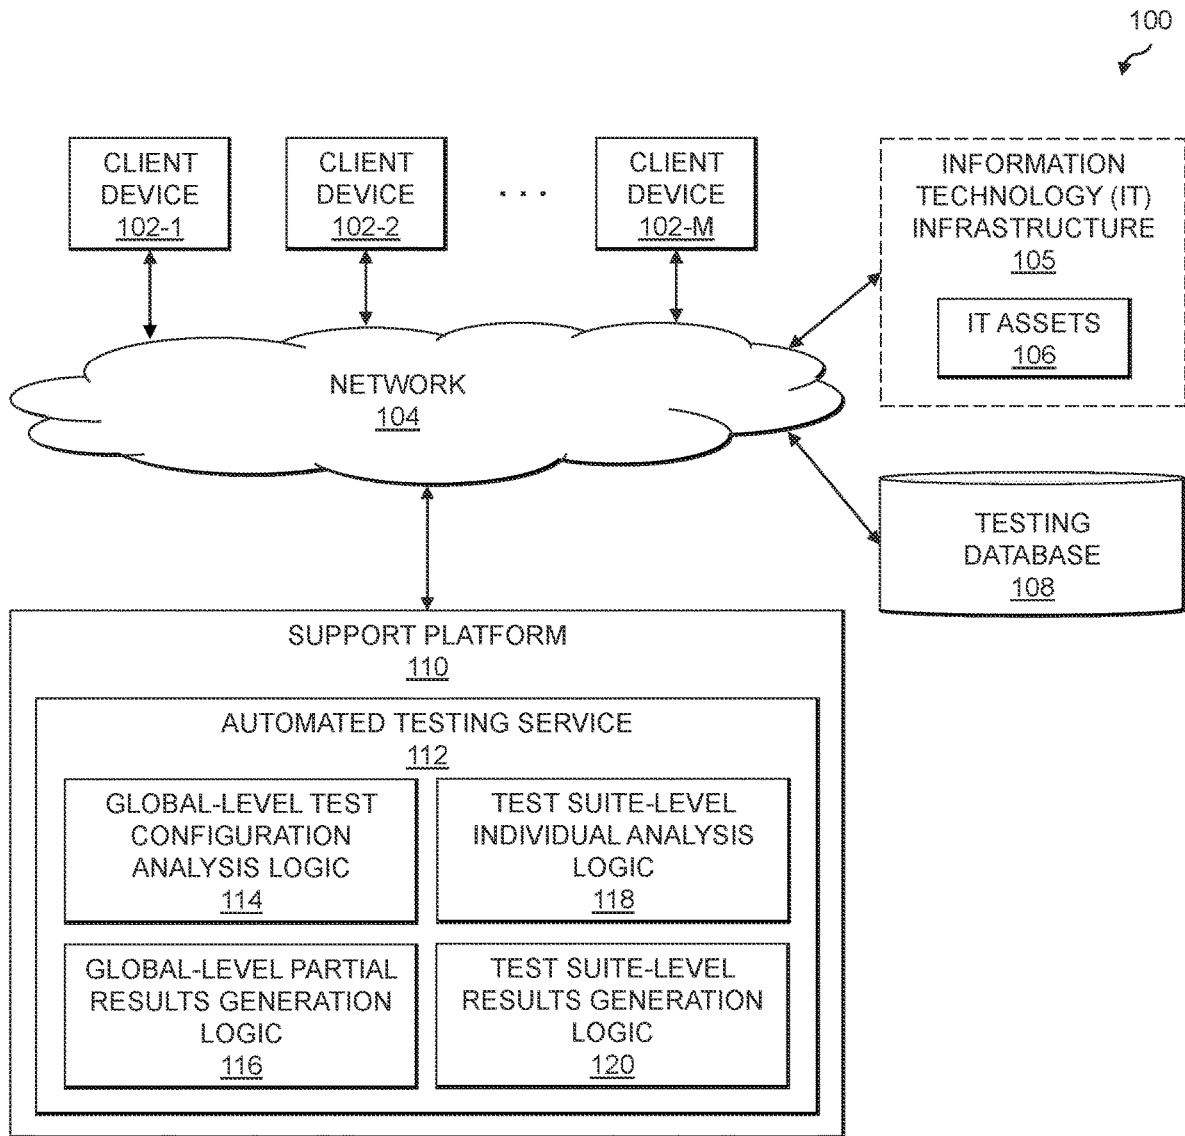 100
CLIENT
DEVICE
102-1
CLIENT
DEVICE
102-2
. . .
CLIENT
DEVICE
102-M
INFORMATION
TECHNOLOGY (IT)
INFRASTRUCTURE
105
IT ASSETS
106
NETWORK
104
TESTING
DATABASE
108
SUPPORT PLATFORM
110
AUTOMATED TESTING SERVICE
112
GLOBAL-LEVEL TEST
CONFIGURATION
ANALYSIS LOGIC
114
TEST SUITE-LEVEL
INDIVIDUAL ANALYSIS
LOGIC
118
GLOBAL-LEVEL PARTIAL
RESULTS GENERATION
LOGIC
116
TEST SUITE-LEVEL
RESULTS GENERATION
LOGIC
120